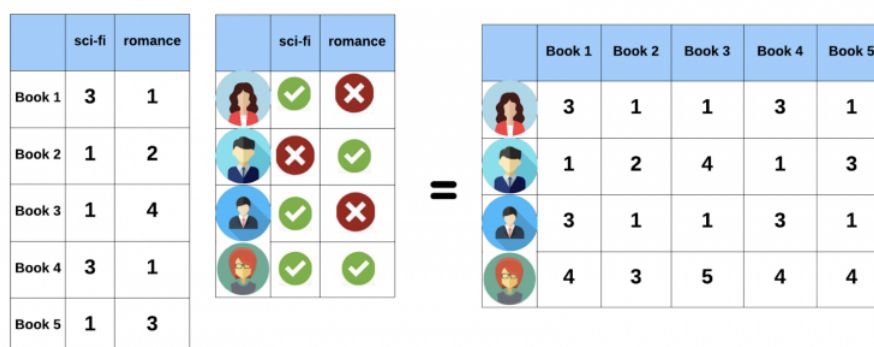 sci-fi romance
Book 1 3 1
Book 2 1 2
Book 3 1 4
Book 4 3 1
Book 5 1 3
sci-fi romance
=
Book 1 Book 2 Book 3 Book 4 Book 5
3 1 1 3 1
1 2 4 1 3
3 1 1 3 1
4 3 5 4 4